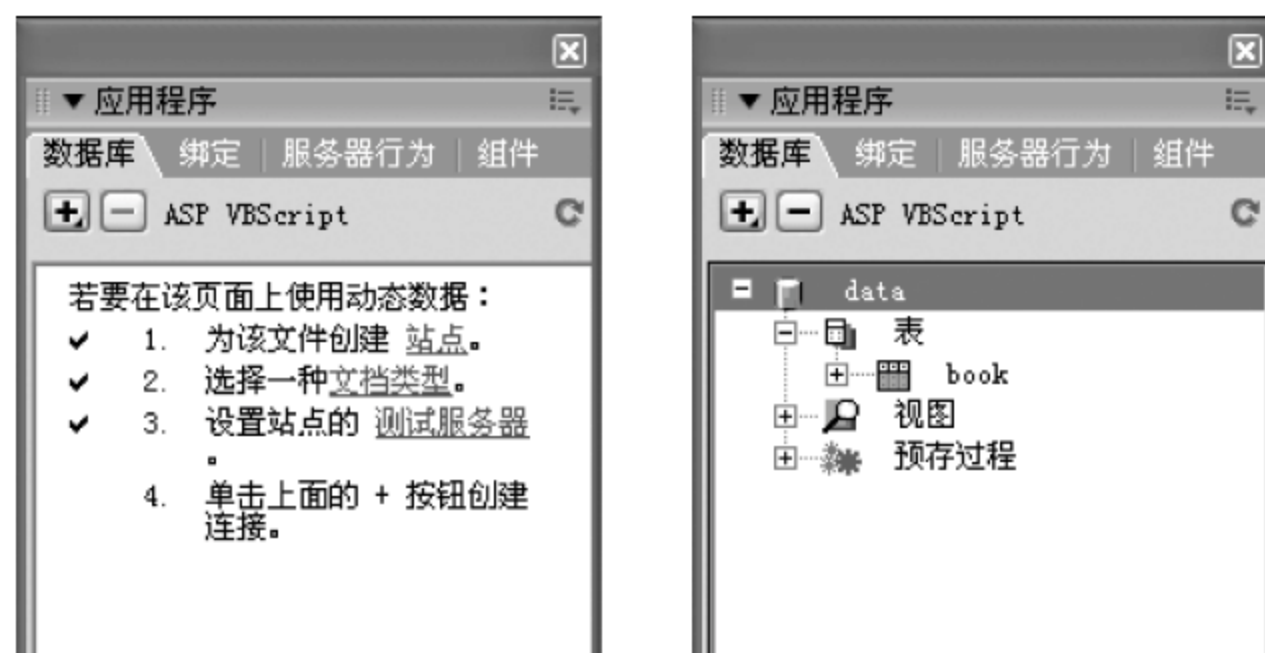 应用程序
数据库 绑定 服务器行为 组件
ASP VBScript
若要在该页面上使用动态数据：
1. 为该文件创建 站点。
2. 选择一种文档类型。
3. 设置站点的 测试服务器
。
4. 单击上面的 + 按钮创建
连接。
应用程序
数据库 绑定 服务器行为 组件
ASP VBScript
data
表
book
视图
预存过程